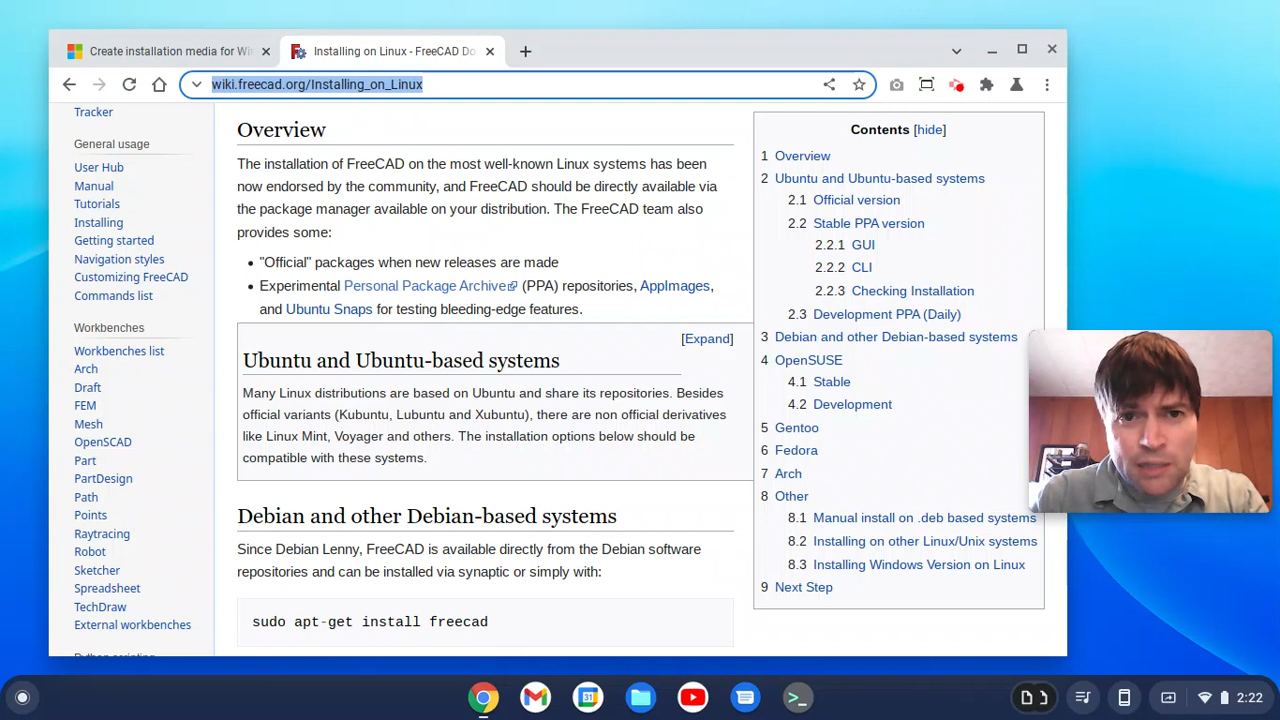 Create installation media for Wi
Installing on Linux - FreeCAD Do
wiki.freecad.org/Installing_on_Linux
Tracker
General usage
User Hub
Manual
Tutorials
Installing
Getting started
Navigation styles
Customizing FreeCAD
Commands list
Workbenches
Workbenches list
Arch
Draft
FEM
Mesh
OpenSCAD
Part
PartDesign
Path
Points
Raytracing
Robot
Sketcher
Spreadsheet
TechDraw
External workbenches
Overview
The installation of FreeCAD on the most well-known Linux systems has been
now endorsed by the community, and FreeCAD should be directly available via
the package manager available on your distribution. The FreeCAD team also
provides some:
• "Official" packages when new releases are made
• Experimental Personal Package Archive (PPA) repositories, AppImages,
and Ubuntu Snaps for testing bleeding-edge features.
[Expand]
Ubuntu and Ubuntu-based systems
Many Linux distributions are based on Ubuntu and share its repositories. Besides
official variants (Kubuntu, Lubuntu and Xubuntu), there are non official derivatives
like Linux Mint, Voyager and others. The installation options below should be
compatible with these systems.
Debian and other Debian-based systems
Since Debian Lenny, FreeCAD is available directly from the Debian software
repositories and can be installed via synaptic or simply with:
sudo apt-get install freecad
Contents [hide]
1 Overview
2 Ubuntu and Ubuntu-based systems
2.1 Official version
2.2 Stable PPA version
2.2.1 GUI
2.2.2 CLI
2.2.3 Checking Installation
2.3 Development PPA (Daily)
3 Debian and other Debian-based systems
4 OpenSUSE
4.1 Stable
4.2 Development
5 Gentoo
6 Fedora
7 Arch
8 Other
8.1 Manual install on .deb based systems
8.2 Installing on other Linux/Unix systems
8.3 Installing Windows Version on Linux
9 Next Step
31
2:22